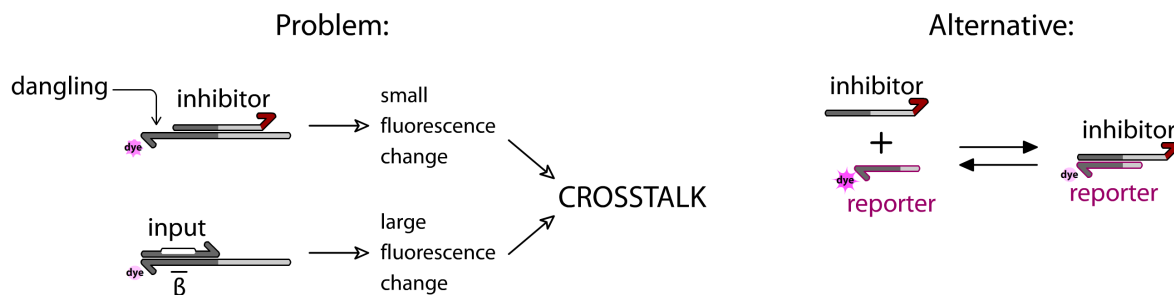 Problem:
dangling
inhibitor
dye
small
fluorescence
change
input
dye
β
large
fluorescence
change
CROSSTALK
Alternative:
inhibitor
+
dye
reporter
inhibitor
dye
reporter